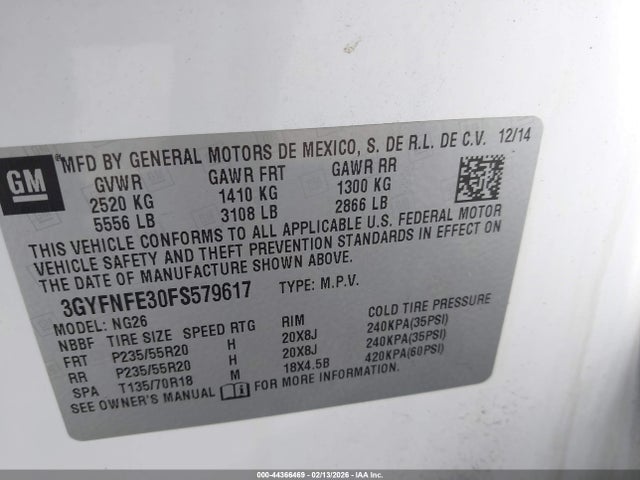 GM
MFD BY GENERAL MOTORS DE MEXICO, S. DE R.L. DE C.V. 12/14
GVWR GAWR FRT GAWR RR
2520 KG 1410 KG 1300 KG
5556 LB 3108 LB 2866 LB
THIS VEHICLE CONFORMS TO ALL APPLICABLE U.S. FEDERAL MOTOR
VEHICLE SAFETY AND THEFT PREVENTION STANDARDS IN EFFECT ON
THE DATE OF MANUFACTURE SHOWN ABOVE.
3GYFNFE30FS579617 TYPE: M.P.V.
MODEL: NG26
NBBF TIRE SIZE SPEED RTG RIM COLD TIRE PRESSURE
FRT P235/55R20 H 20X8J 240KPA(35PSI)
RR P235/55R20 H 20X8J 240KPA(35PSI)
SPA T135/70R18 M 18X4.5B 420KPA(60PSI)
SEE OWNER'S MANUAL FOR MORE INFORMATION.
000-44366469 - 02/13/2026 - IAA Inc.